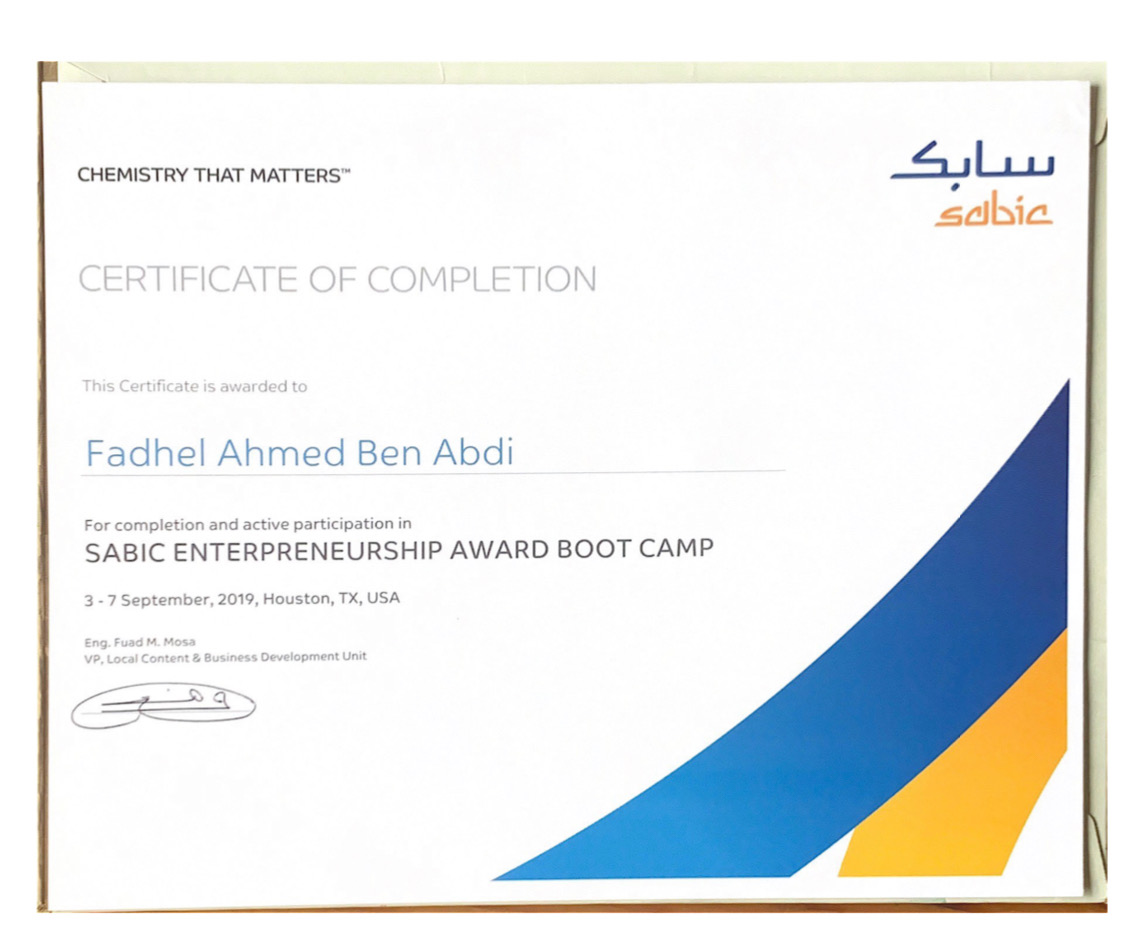 CHEMISTRY THAT MATTERS™
سابك
sabic
CERTIFICATE OF COMPLETION
This Certificate is awarded to
Fadhel Ahmed Ben Abdi
For completion and active participation in
SABIC ENTERPRENEURSHIP AWARD BOOT CAMP
3 - 7 September, 2019, Houston, TX, USA
Eng. Fuad M. Mosa
VP, Local Content & Business Development Unit